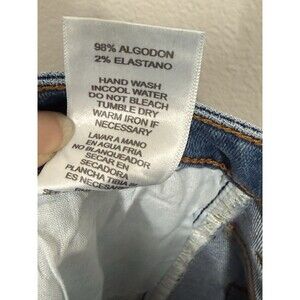 98% ALGODON
2% ELASTANO
HAND WASH
INCOOL WATER
DO NOT BLEACH
TUMBLE DRY
WARM IRON IF
NECESSARY
LAVAR A MANO
EN AGUA FRIA
NO BLANQUEADOR
SECAR EN
SECADORA
PLANCHA TIBIA
ES NECESARIO